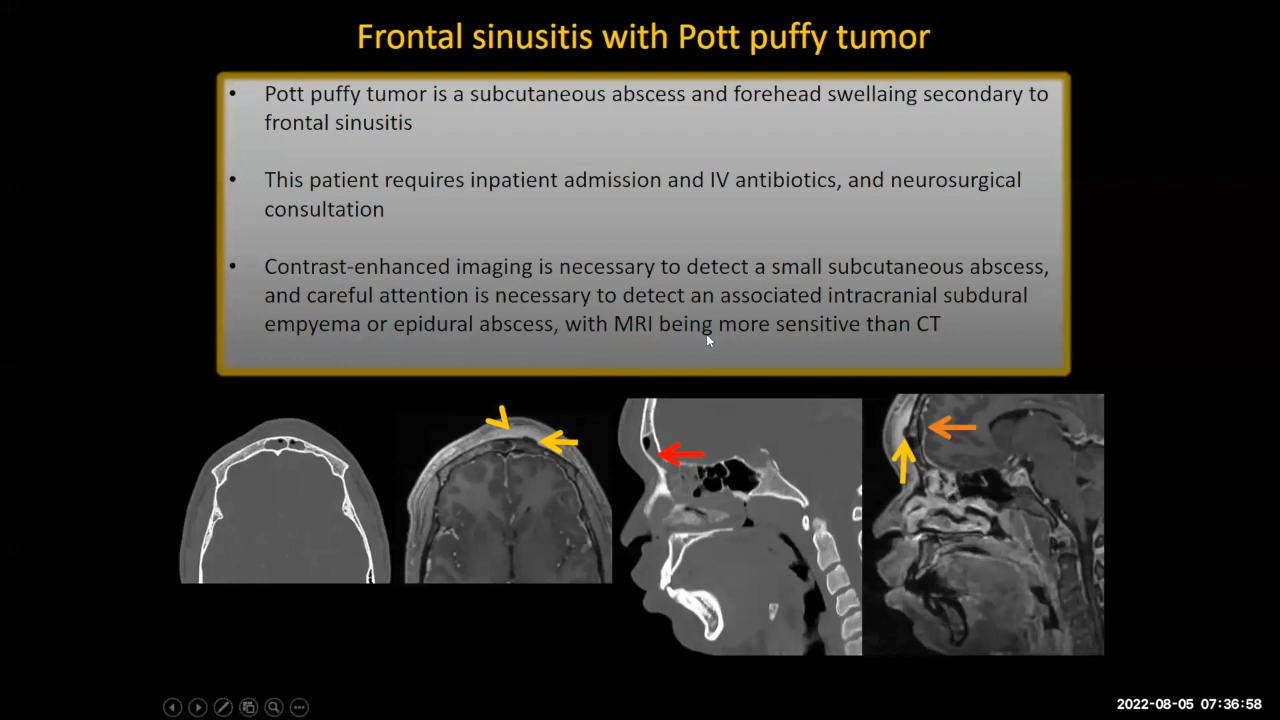 Frontal sinusitis with Pott puffy tumor
• Pott puffy tumor is a subcutaneous abscess and forehead swellaing secondary to
frontal sinusitis
• This patient requires inpatient admission and IV antibiotics, and neurosurgical
consultation
• Contrast-enhanced imaging is necessary to detect a small subcutaneous abscess,
and careful attention is necessary to detect an associated intracranial subdural
empyema or epidural abscess, with MRI being more sensitive than CT
2022-08-05 07:36:58